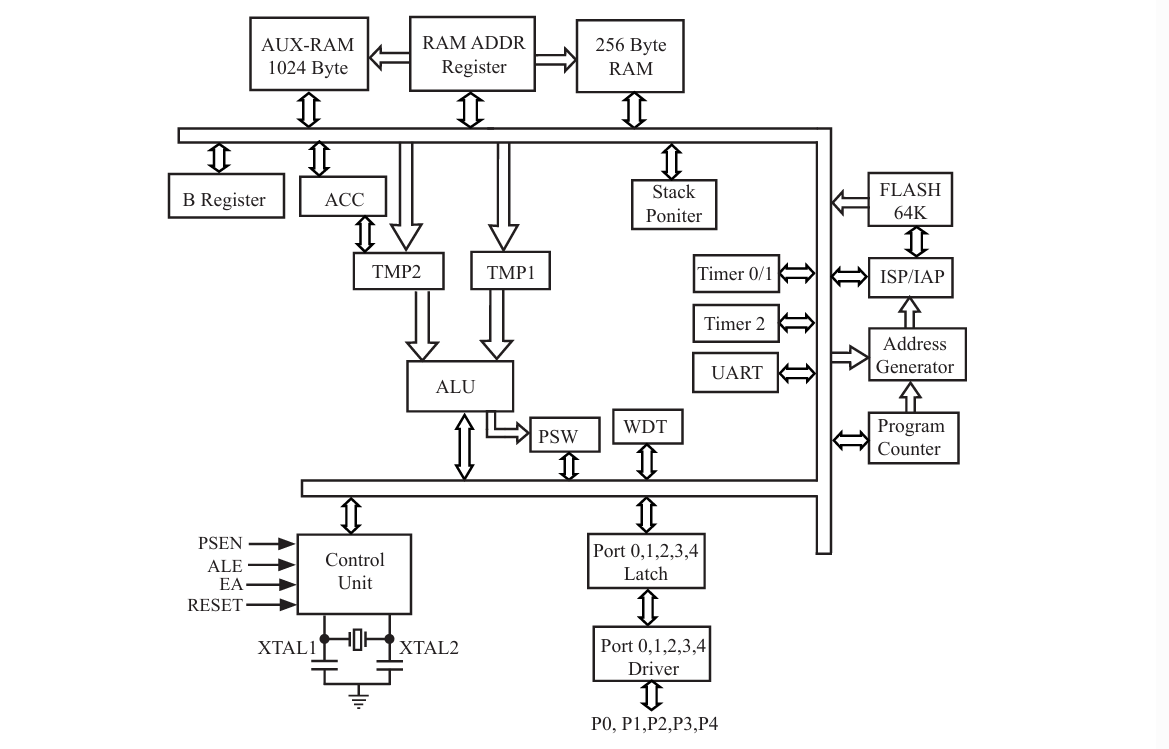 AUX-RAM
1024 Byte
RAM ADDR
Register
256 Byte
RAM
B Register
ACC
Stack
Poniter
FLASH
64K
TMP2
TMP1
Timer 0/1
ISP/IAP
Timer 2
Address
Generator
UART
ALU
PSW
WDT
Program
Counter
PSEN
ALE
EA
RESET
Control
Unit
Port 0,1,2,3,4
Latch
XTAL1
XTAL2
Port 0,1,2,3,4
Driver
P0, P1,P2,P3,P4